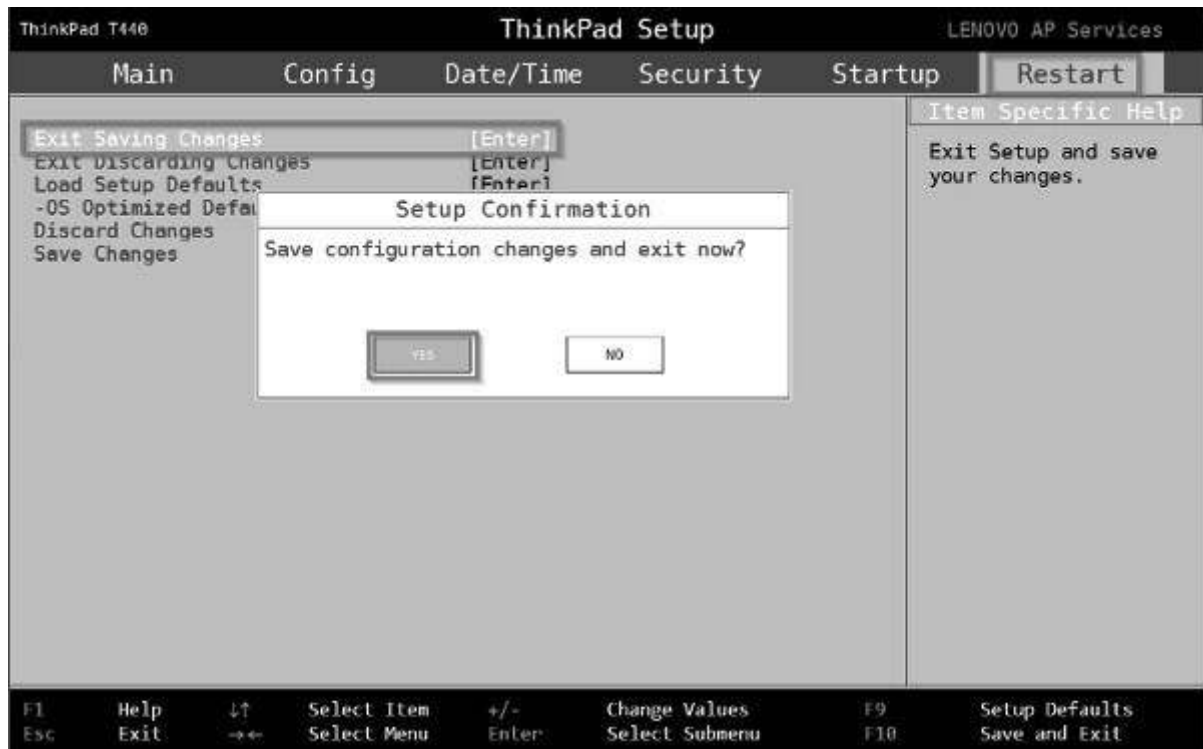 ThinkPad T440 ThinkPad Setup LENOVO AP Services
Main Config Date/Time Security Startup Restart
Item Specific Help
Exit Setup and save
your changes.
Exit Saving Changes [Enter]
Exit Discarding Changes [Enter]
Load Setup Defaults [Enter]
-OS Optimized
Discard Changes
Save Changes
Setup Confirmation
Save configuration changes and exit now?
YES NO
F1 Help ↓↑ Select Item +/- Change Values F9 Setup Defaults
Esc Exit →← Select Menu Enter Select Submenu F10 Save and Exit